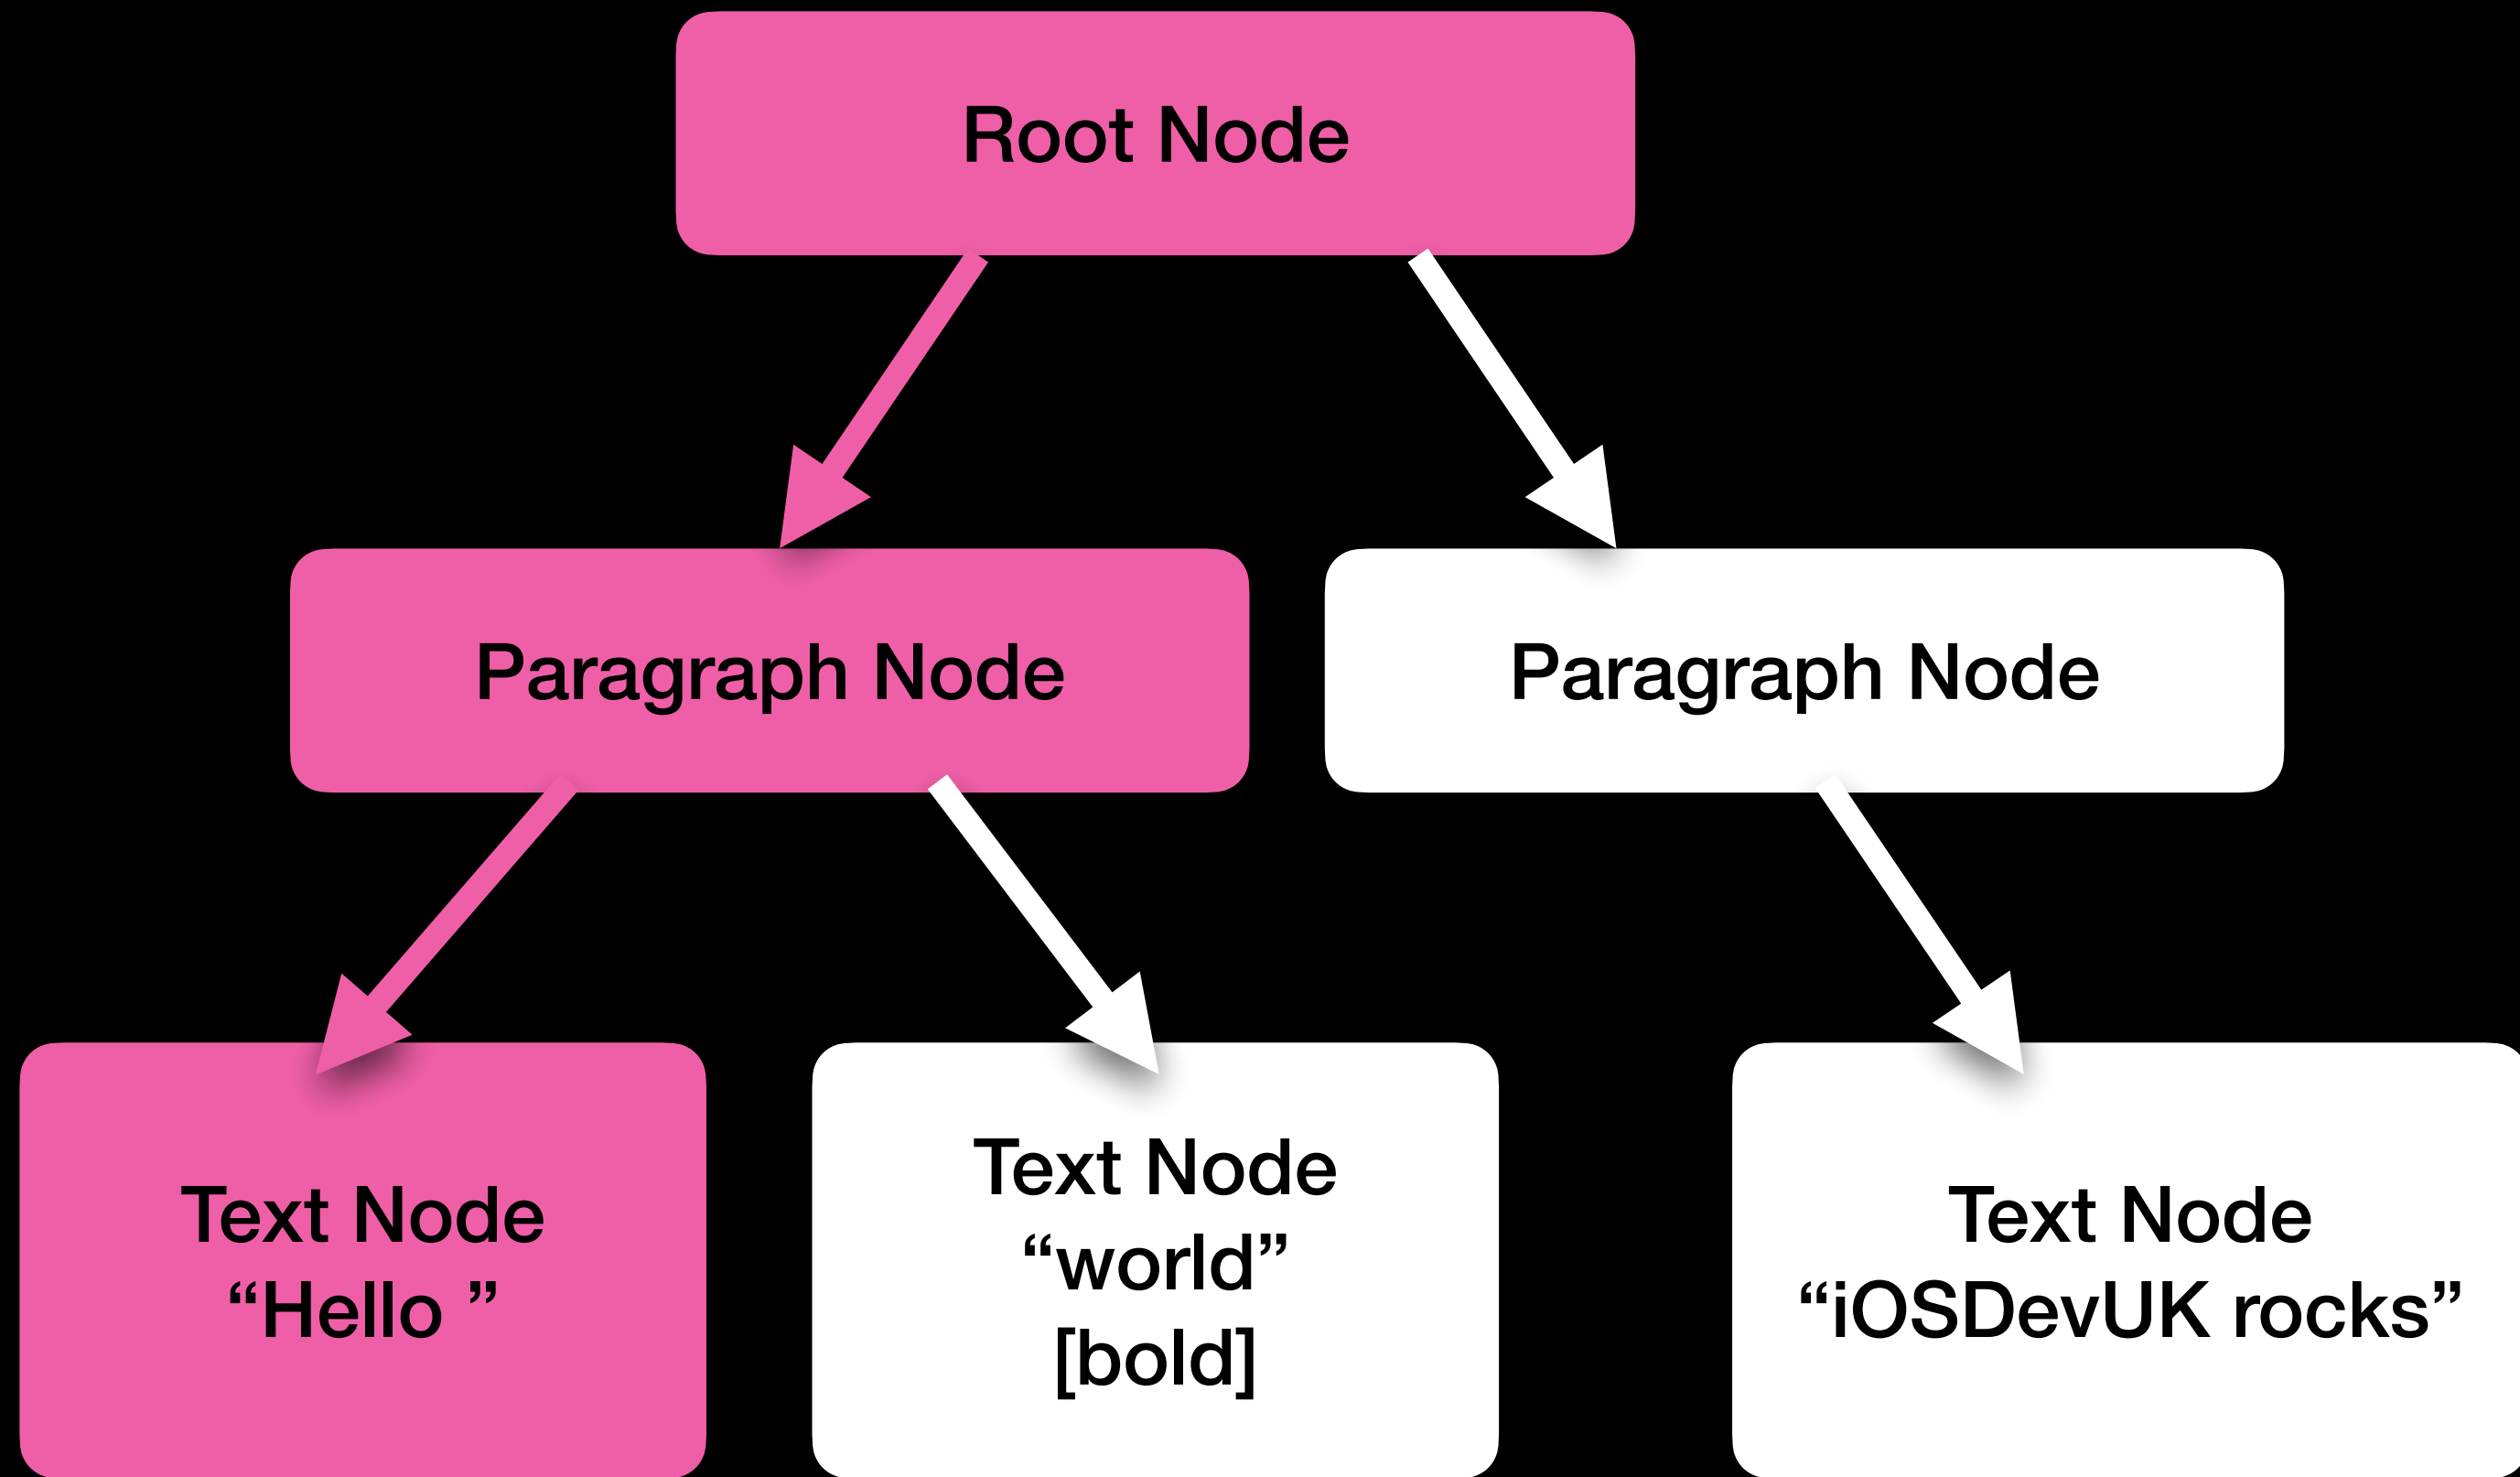 Root Node
Paragraph Node
Paragraph Node
Text Node
“Hello ”
Text Node
“world”
[bold]
Text Node
“iOSDevUK rocks”